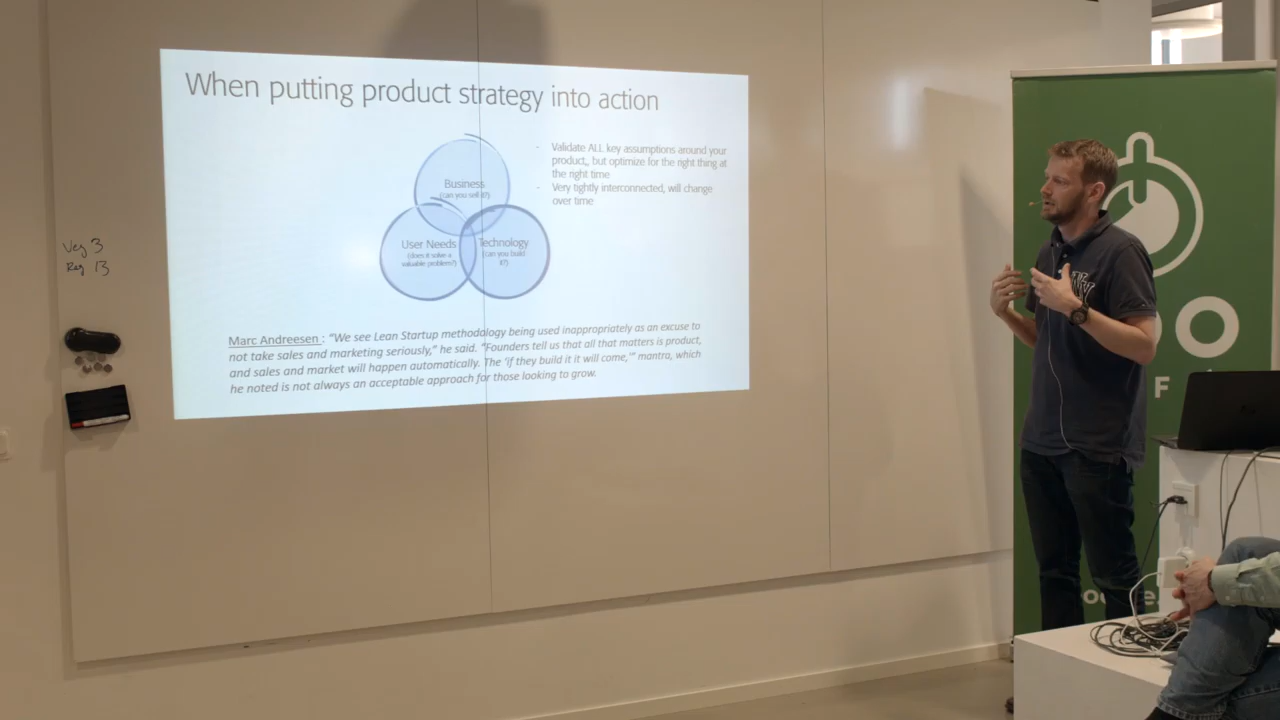 When putting product strategy into action
Business
(can you sell it?)
User Needs
(does it solve a
valuable problem?)
Technology
(can you build
it?)
- Validate ALL key assumptions around your
product,, but optimize for the right thing at
the right time
- Very tightly interconnected, will change
over time
Marc Andreesen : "We see Lean Startup methodology being used inappropriately as an excuse to
not take sales and marketing seriously," he said. "Founders tell us that all that matters is product,
and sales and market will happen automatically. The 'if they build it it will come,'" mantra, which
he noted is not always an acceptable approach for those looking to grow.
Veg 3
Reg 13